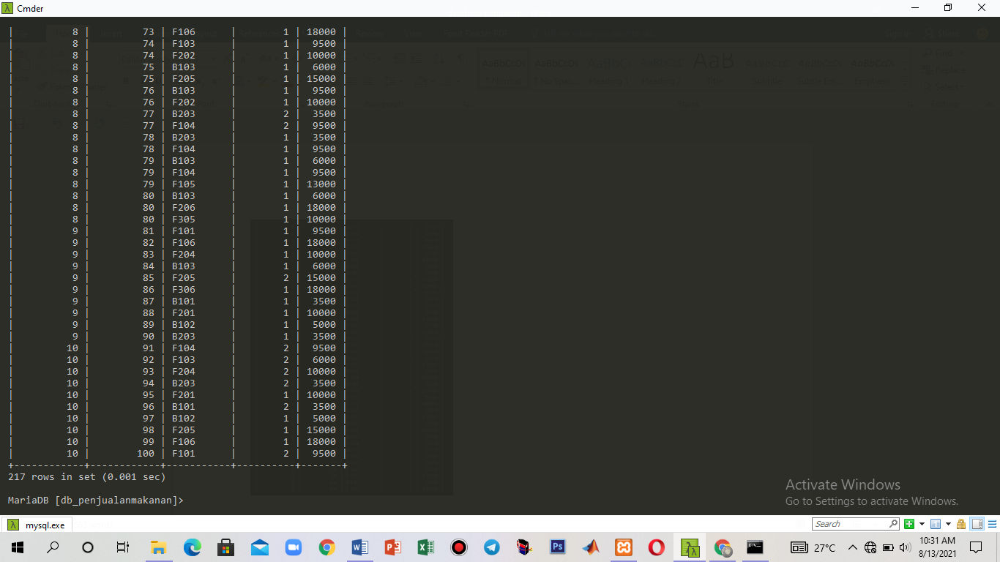 Cmder
| 8 | 73 | F106 | 1 | 18000 |
| 8 | 74 | F103 | 1 | 9500 |
| 8 | 74 | F202 | 1 | 10000 |
| 8 | 75 | B103 | 1 | 6000 |
| 8 | 75 | F205 | 1 | 15000 |
| 8 | 76 | B103 | 1 | 9500 |
| 8 | 76 | F202 | 1 | 10000 |
| 8 | 77 | B203 | 2 | 3500 |
| 8 | 77 | F104 | 2 | 9500 |
| 8 | 78 | B203 | 1 | 3500 |
| 8 | 78 | F104 | 1 | 9500 |
| 8 | 79 | B103 | 1 | 6000 |
| 8 | 79 | F104 | 1 | 9500 |
| 8 | 79 | F105 | 1 | 13000 |
| 8 | 80 | B103 | 1 | 6000 |
| 8 | 80 | F206 | 1 | 18000 |
| 8 | 80 | F305 | 1 | 10000 |
| 9 | 81 | F101 | 1 | 9500 |
| 9 | 82 | F106 | 1 | 18000 |
| 9 | 83 | F204 | 1 | 10000 |
| 9 | 84 | B103 | 1 | 6000 |
| 9 | 85 | F205 | 2 | 15000 |
| 9 | 86 | F306 | 1 | 18000 |
| 9 | 87 | B101 | 1 | 3500 |
| 9 | 88 | F201 | 1 | 10000 |
| 9 | 89 | B102 | 1 | 5000 |
| 9 | 90 | B203 | 1 | 3500 |
| 10 | 91 | F104 | 2 | 9500 |
| 10 | 92 | F103 | 2 | 6000 |
| 10 | 93 | F204 | 2 | 10000 |
| 10 | 94 | B203 | 2 | 3500 |
| 10 | 95 | F201 | 1 | 10000 |
| 10 | 96 | B101 | 2 | 3500 |
| 10 | 97 | B102 | 1 | 5000 |
| 10 | 98 | F205 | 1 | 15000 |
| 10 | 99 | F106 | 1 | 18000 |
| 10 | 100 | F101 | 2 | 9500 |
+------------+------------+-----------+----------+-------+
217 rows in set (0.001 sec)
MariaDB [db_penjualanmakanan]>
Activate Windows
Go to Settings to activate Windows.
mysql.exe
Search
27°C
10:31 AM
8/13/2021